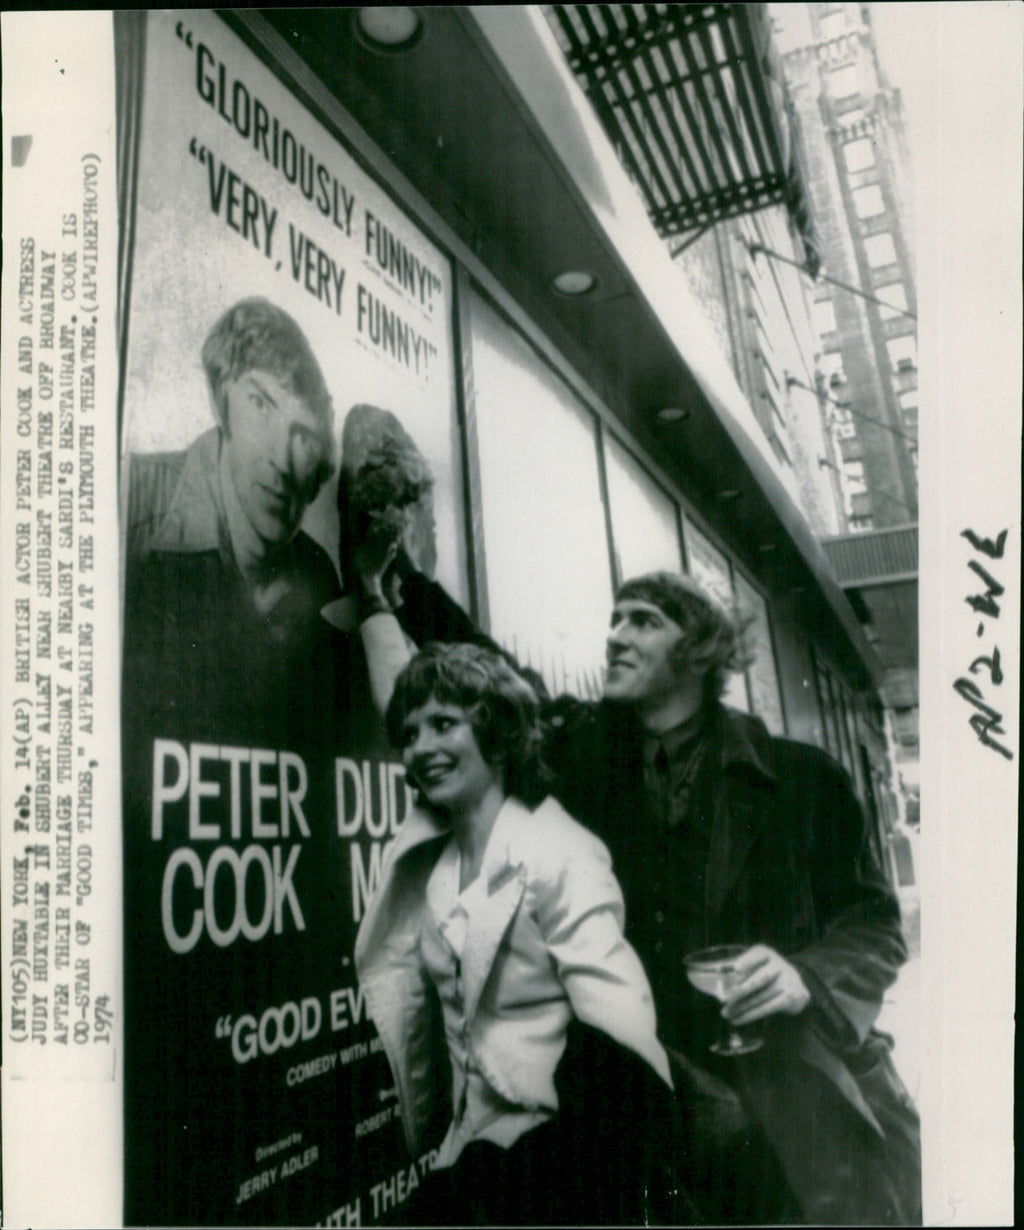 (NY105)NEW YORK, Feb. 14(AP) BRITISH ACTOR PETER COOK AND ACTRESS
JUDY HUXTABLE IN SHUBERT ALLEY NEAR SHUBERT THEATRE OFF BROADWAY
AFTER THEIR MARRIAGE THURSDAY AT NEARBY SARDI'S RESTAURANT. COOK IS
CO-STAR OF "GOOD TIMES," APPEARING AT THE PLYMOUTH THEATRE.(APWIREPHOTO)
1974
"GLORIOUSLY FUNNY!"
"VERY, VERY FUNNY!"
PETER DUD
COOK M
"GOOD EV
COMEDY WITH M
ROBERT
Directed by
JERRY ADLER
TH THEAT
AP2-WE